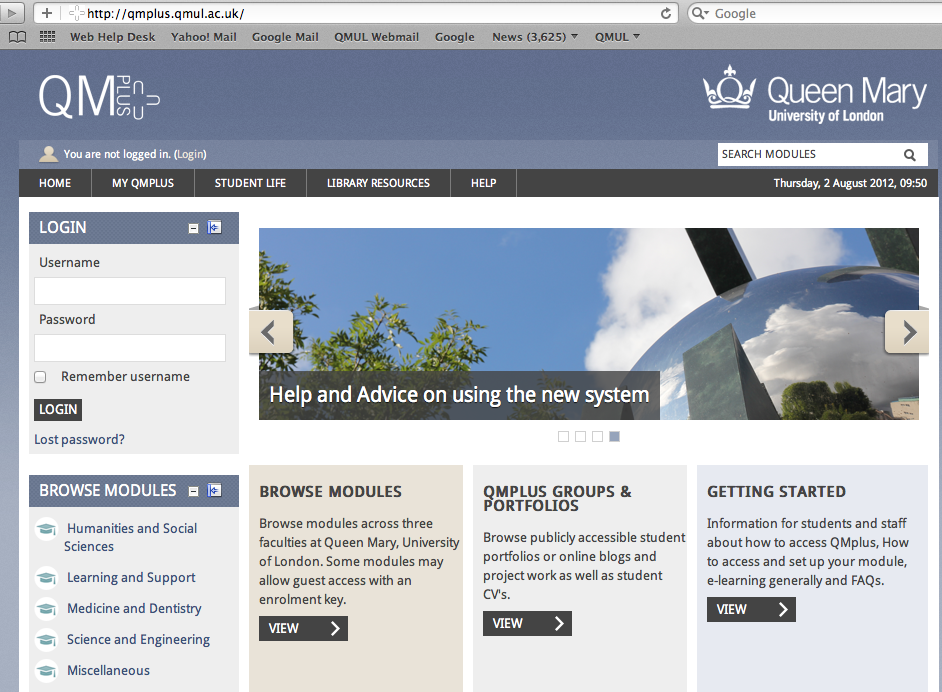 http://qmplus.qmul.ac.uk/
Google
Web Help Desk Yahoo! Mail Google Mail QMUL Webmail Google News (3,625) QMUL
QM PLUS
Queen Mary
University of London
You are not logged in. (Login)
SEARCH MODULES
HOME MY QMPLUS STUDENT LIFE LIBRARY RESOURCES HELP
Thursday, 2 August 2012, 09:50
LOGIN
Username
Password
Remember username
LOGIN
Lost password?
Help and Advice on using the new system
BROWSE MODULES
Humanities and Social
Sciences
Learning and Support
Medicine and Dentistry
Science and Engineering
Miscellaneous
BROWSE MODULES
Browse modules across three
faculties at Queen Mary, University
of London. Some modules may
allow guest access with an
enrolment key.
VIEW
QMPLUS GROUPS &
PORTFOLIOS
Browse publicly accessible student
portfolios or online blogs and
project work as well as student
CV's.
VIEW
GETTING STARTED
Information for students and staff
about how to access QMplus, How
to access and set up your module,
e-learning generally and FAQs.
VIEW